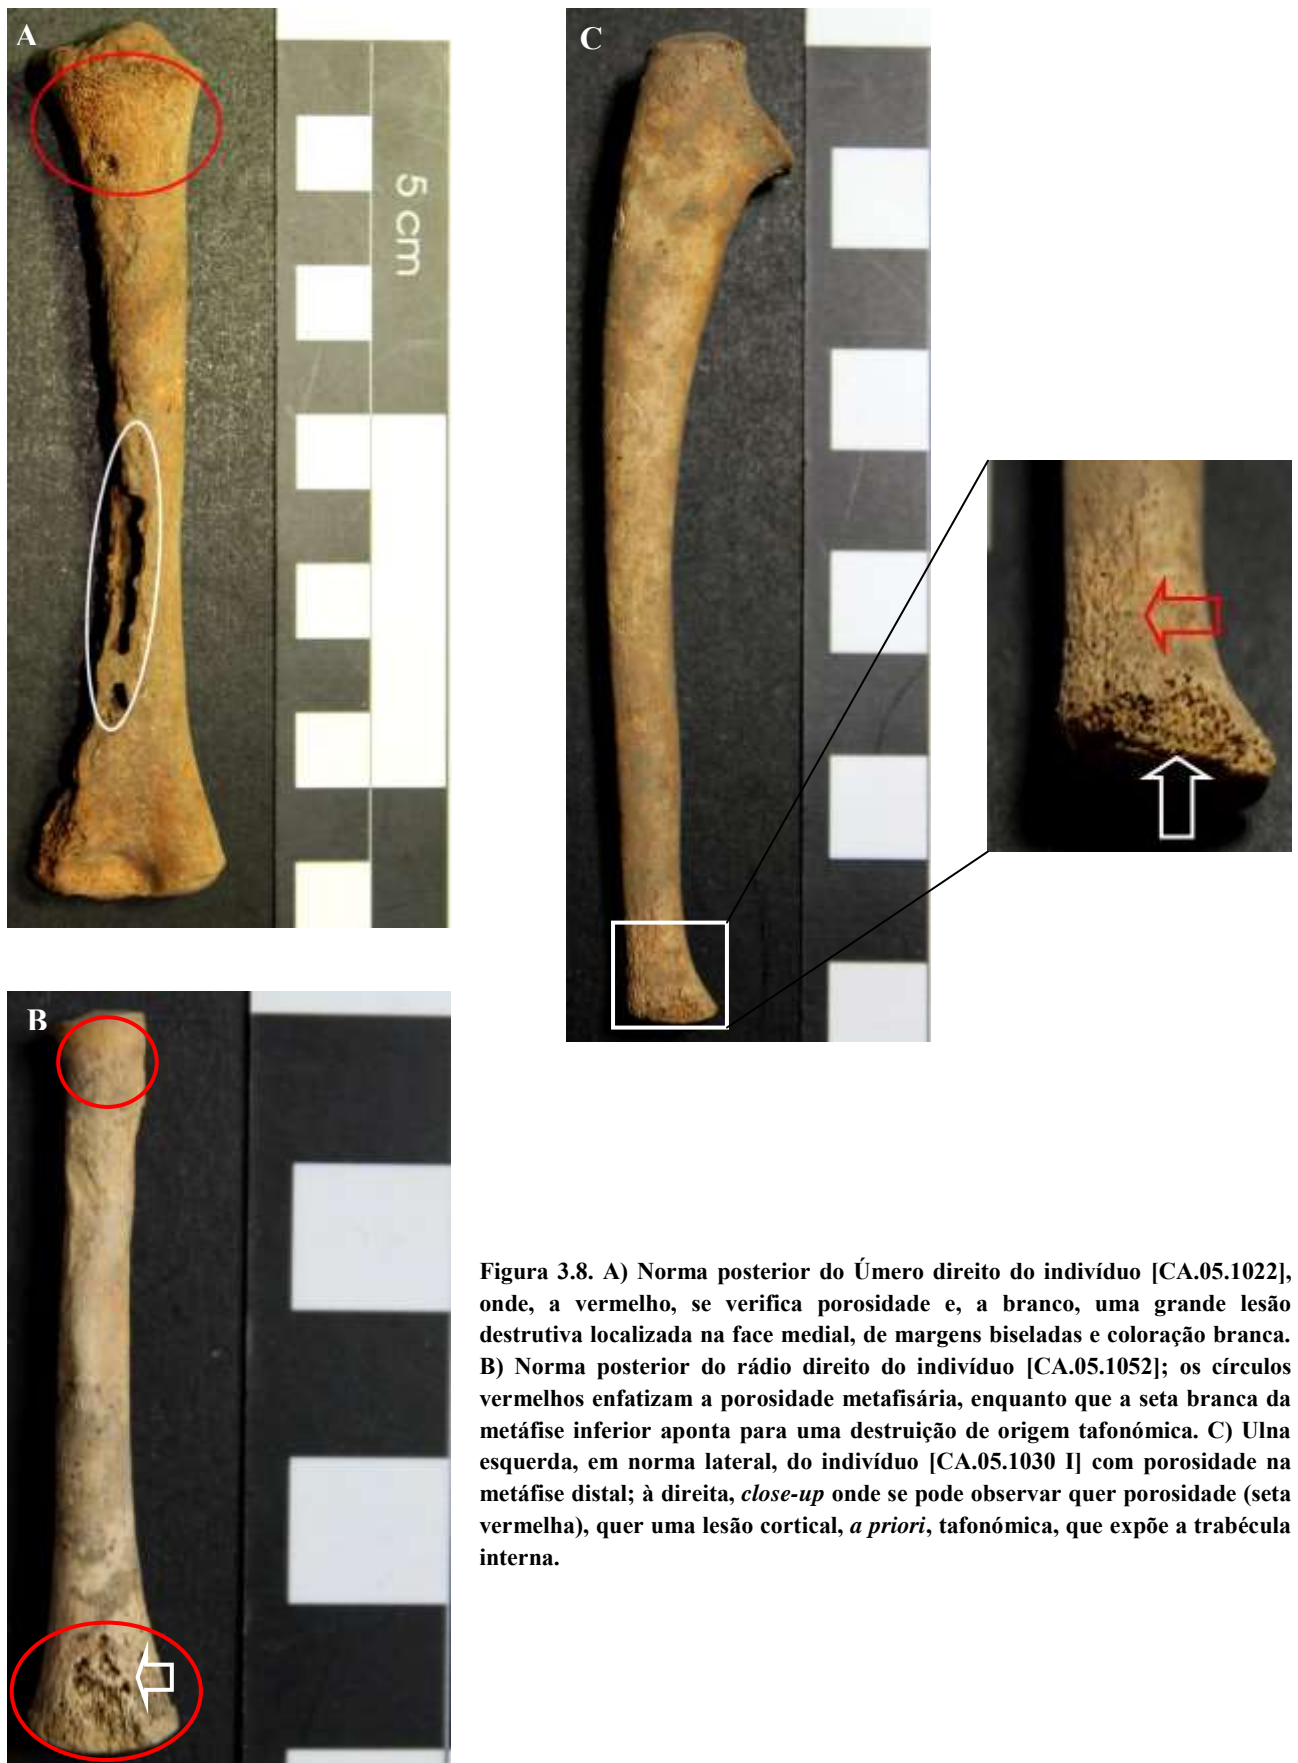 A
C
5 cm
B
Figura 3.8. A) Norma posterior do Úmero direito do indivíduo [CA.05.1022],
onde, a vermelho, se verifica porosidade e, a branco, uma grande lesão
destrutiva localizada na face medial, de margens biseladas e coloração branca.
B) Norma posterior do rádio direito do indivíduo [CA.05.1052]; os círculos
vermelhos enfatizam a porosidade metafisária, enquanto que a seta branca da
metáfise inferior aponta para uma destruição de origem tafonómica. C) Ulna
esquerda, em norma lateral, do indivíduo [CA.05.1030 I] com porosidade na
metáfise distal; à direita, close-up onde se pode observar quer porosidade (seta
vermelha), quer uma lesão cortical, a priori, tafonómica, que expõe a trabécula
interna.